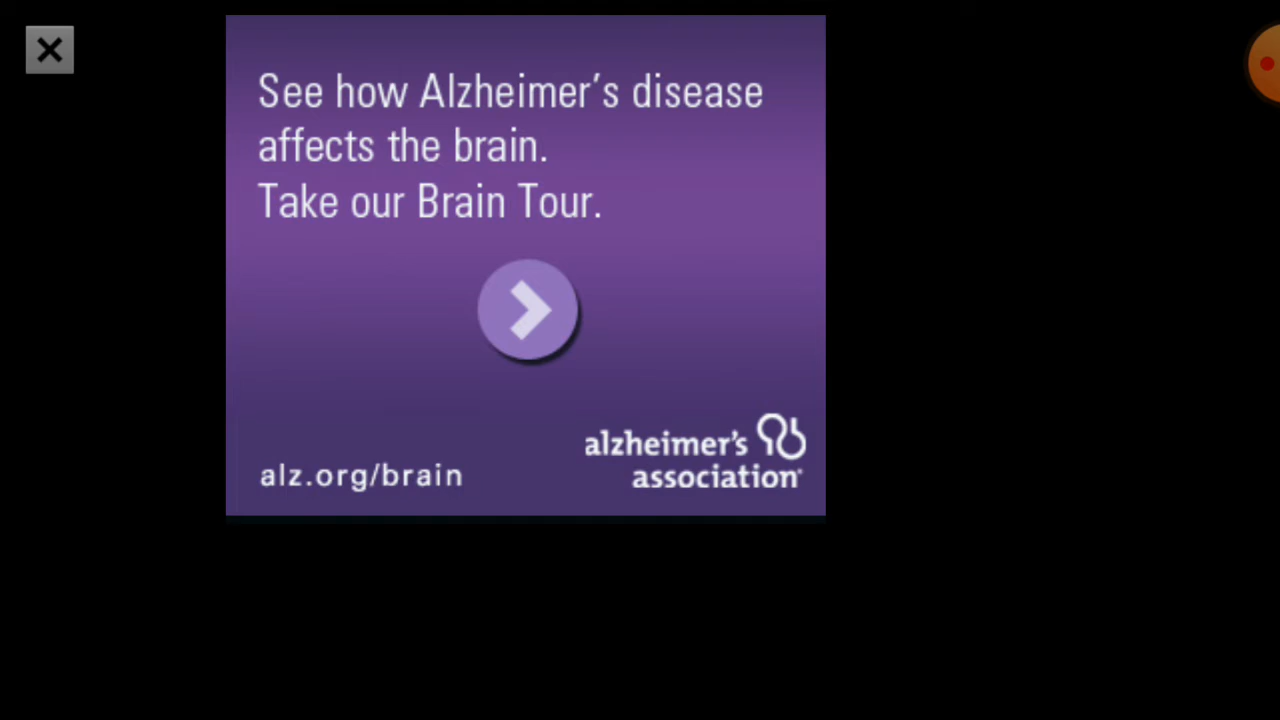 See how Alzheimer’s disease
affects the brain.
Take our Brain Tour.
alz.org/brain
alzheimer’s
association®